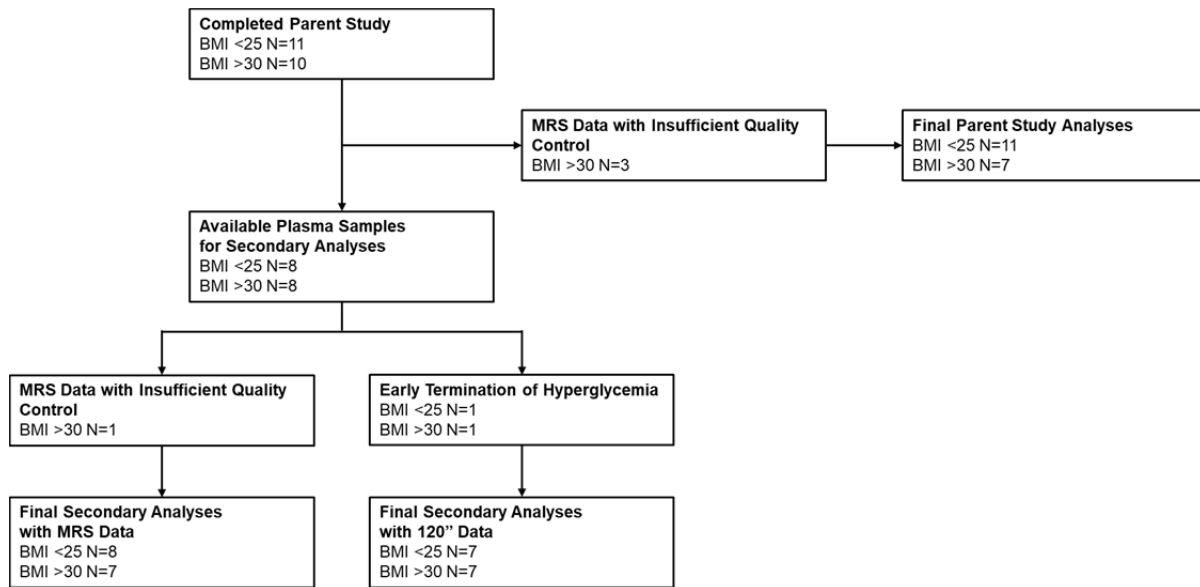 Completed Parent Study
BMI <25 N=11
BMI >30 N=10
MRS Data with Insufficient Quality
Control
BMI >30 N=3
Final Parent Study Analyses
BMI <25 N=11
BMI >30 N=7
Available Plasma Samples
for Secondary Analyses
BMI <25 N=8
BMI >30 N=8
MRS Data with Insufficient Quality
Control
BMI >30 N=1
Early Termination of Hyperglycemia
BMI <25 N=1
BMI >30 N=1
Final Secondary Analyses
with MRS Data
BMI <25 N=8
BMI >30 N=7
Final Secondary Analyses
with 120” Data
BMI <25 N=7
BMI >30 N=7